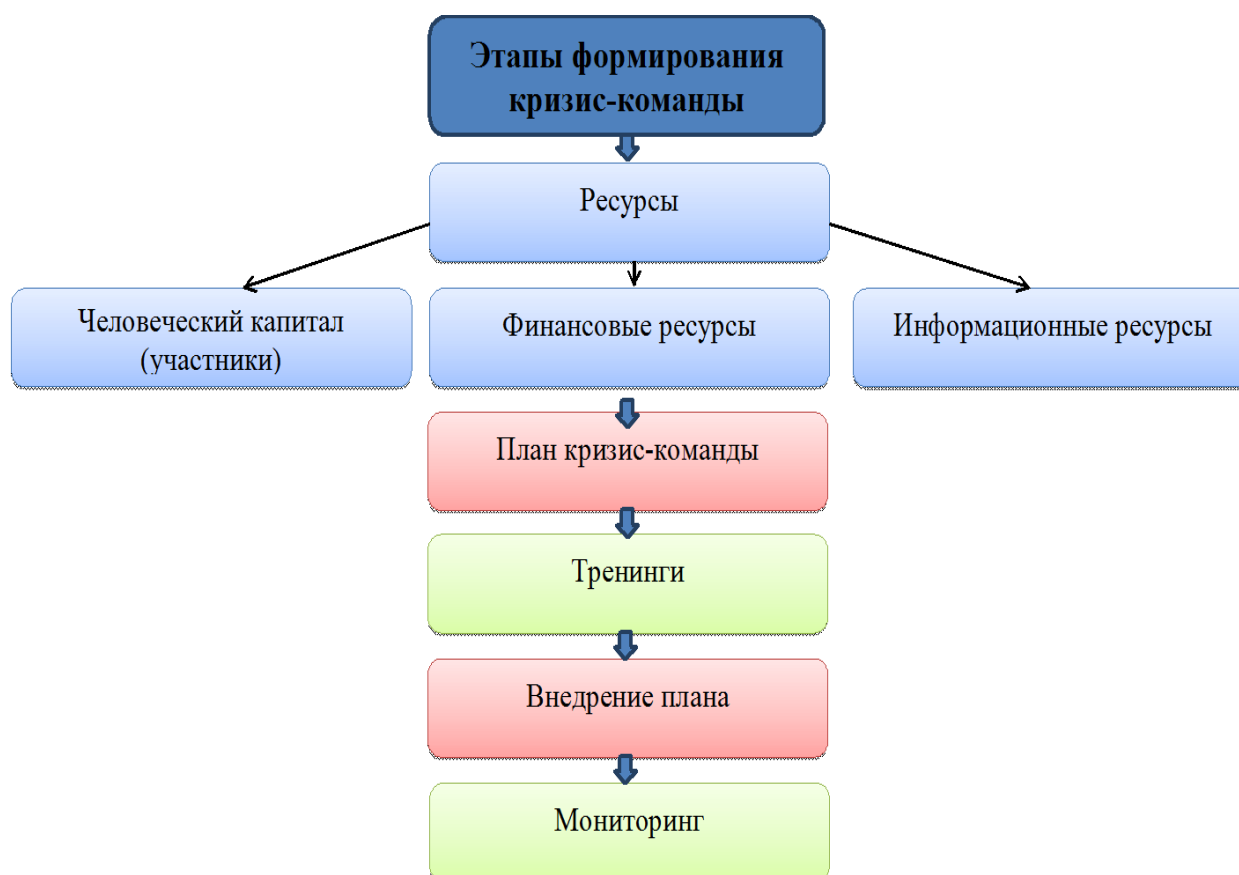 Этапы формирования
кризис-команды
Ресурсы
Человеческий капитал
(участники)
Финансовые ресурсы
Информационные ресурсы
План кризис-команды
Тренинги
Внедрение плана
Мониторинг